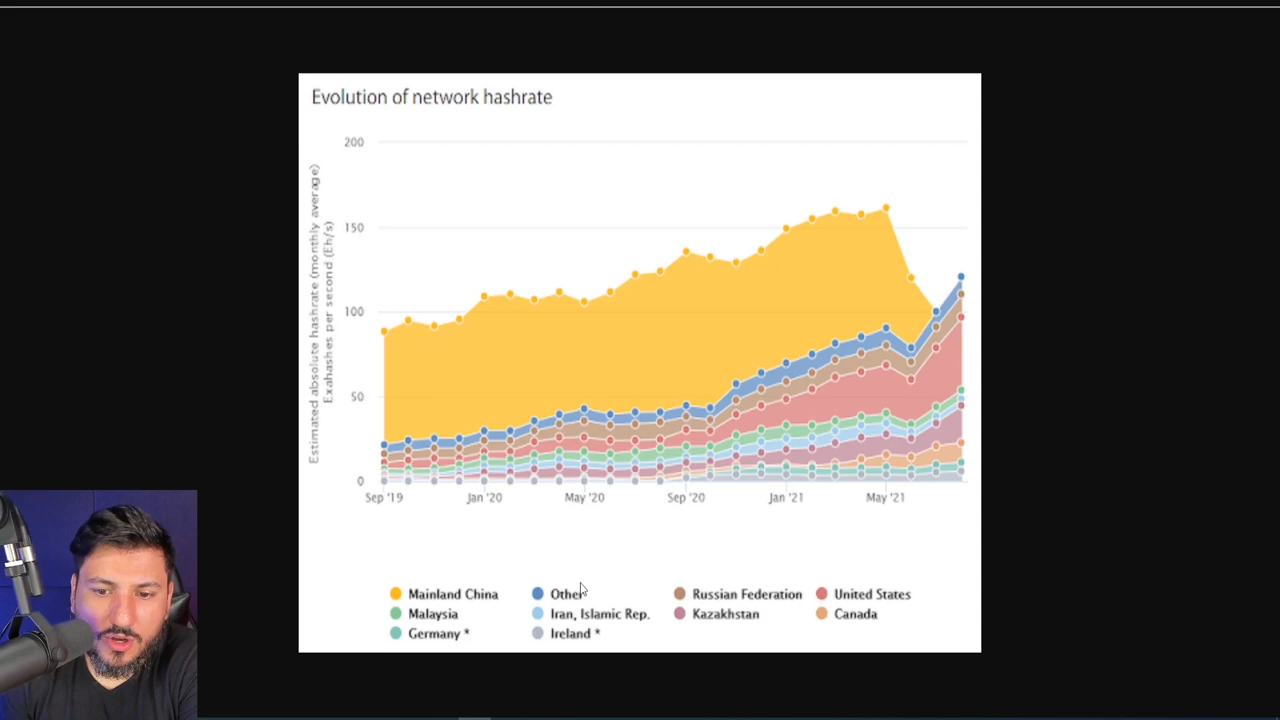 Evolution of network hashrate
Estimated absolute hashrate (monthly average)
Exahashes per second (Eh/s)
200
150
100
50
0
Sep '19 Jan '20 May '20 Sep '20 Jan '21 May '21
Mainland China Other Russian Federation United States
Malaysia Iran, Islamic Rep. Kazakhstan Canada
Germany * Ireland *